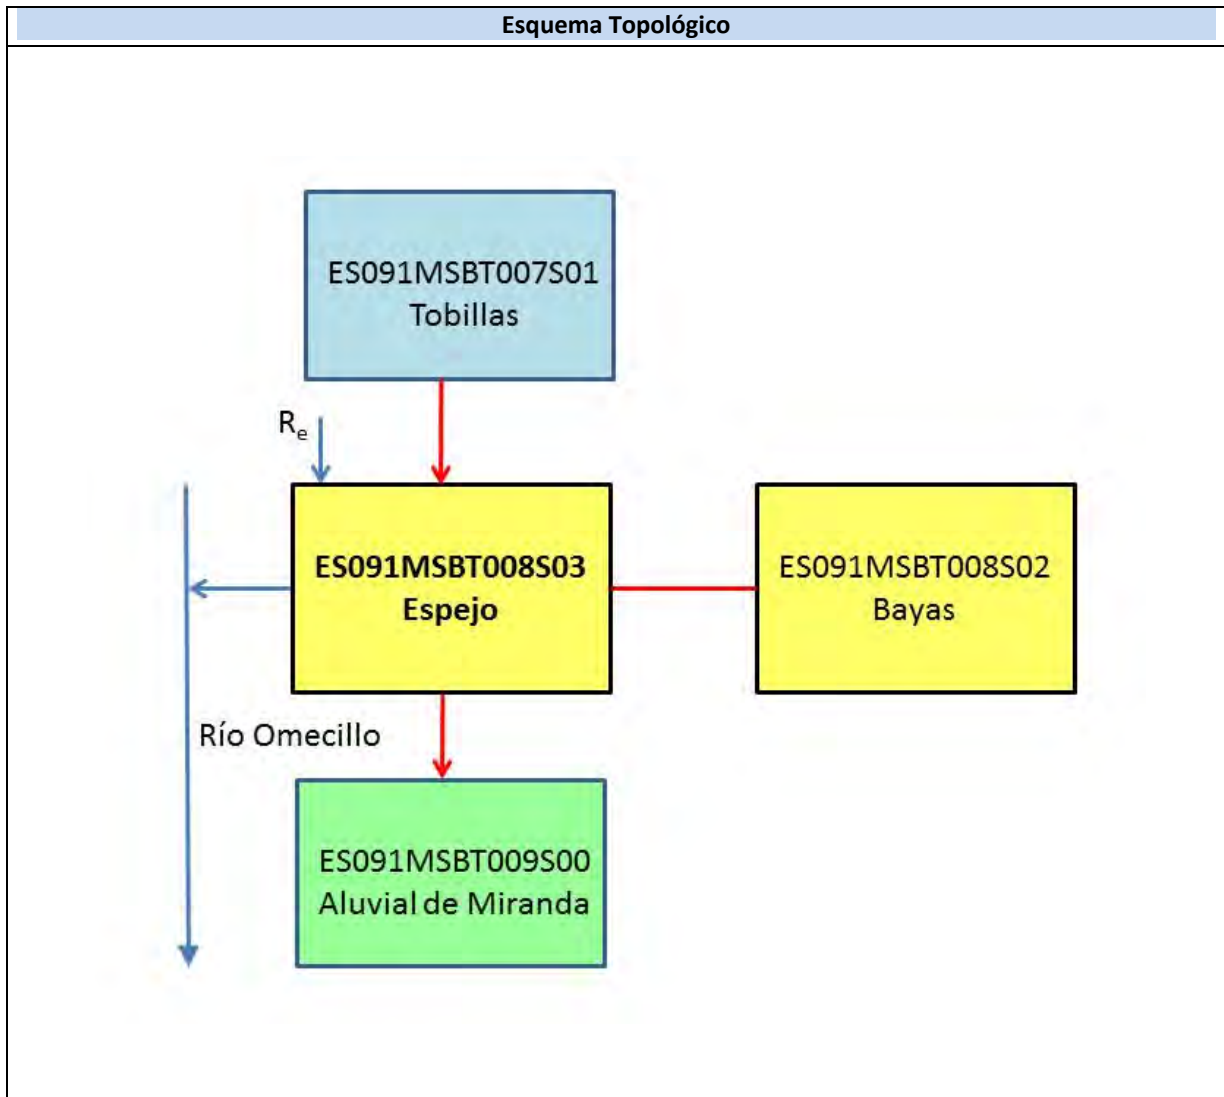 Esquema Topológico
ES091MSBT007S01
Tobillas
Re
ES091MSBT008S03
Espejo
ES091MSBT008S02
Bayas
Río Omecillo
ES091MSBT009S00
Aluvial de Miranda